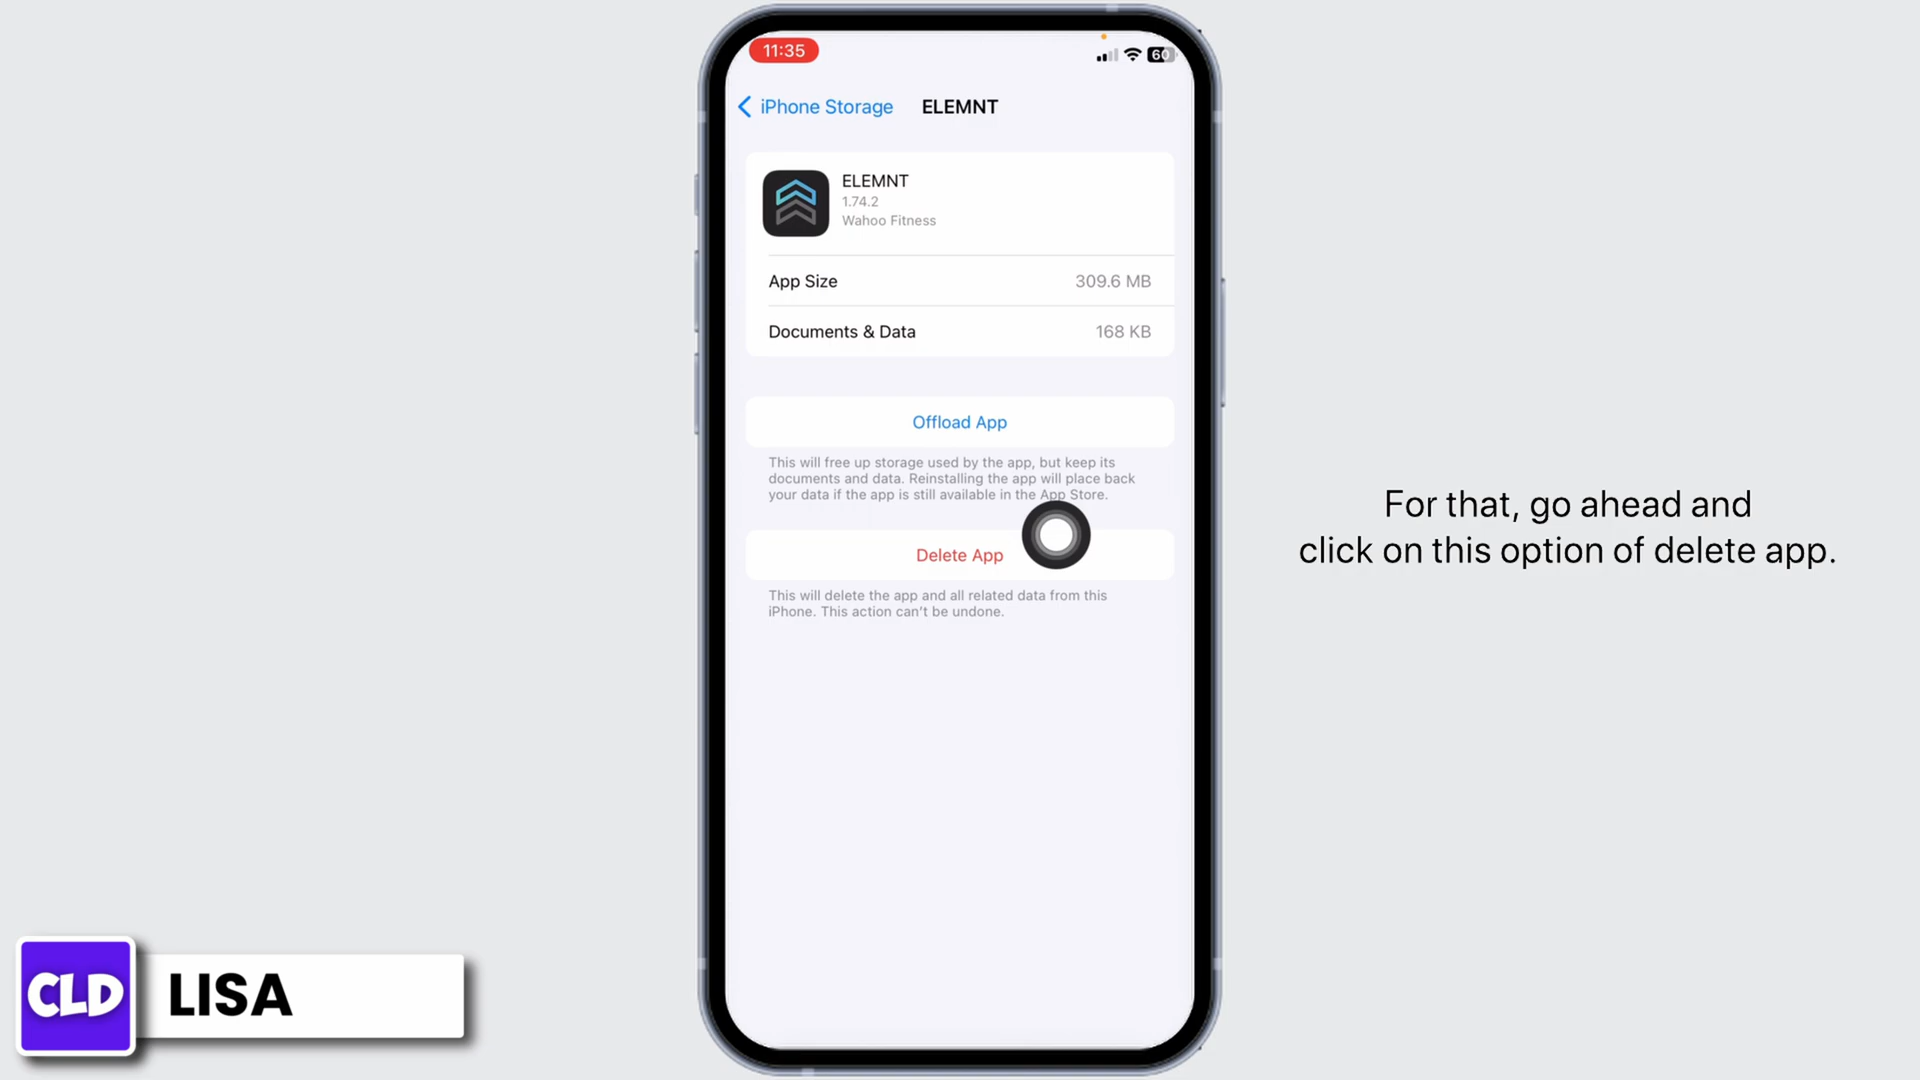 11:35
60
iPhone Storage
ELEMNT
ELEMNT
1.74.2
Wahoo Fitness
App Size
309.6 MB
Documents & Data
168 KB
Offload App
This will free up storage used by the app, but keep its
documents and data. Reinstalling the app will place back
your data if the app is still available in the App Store.
Delete App
This will delete the app and all related data from this
iPhone. This action can't be undone.
For that, go ahead and
click on this option of delete app.
CLD
LISA